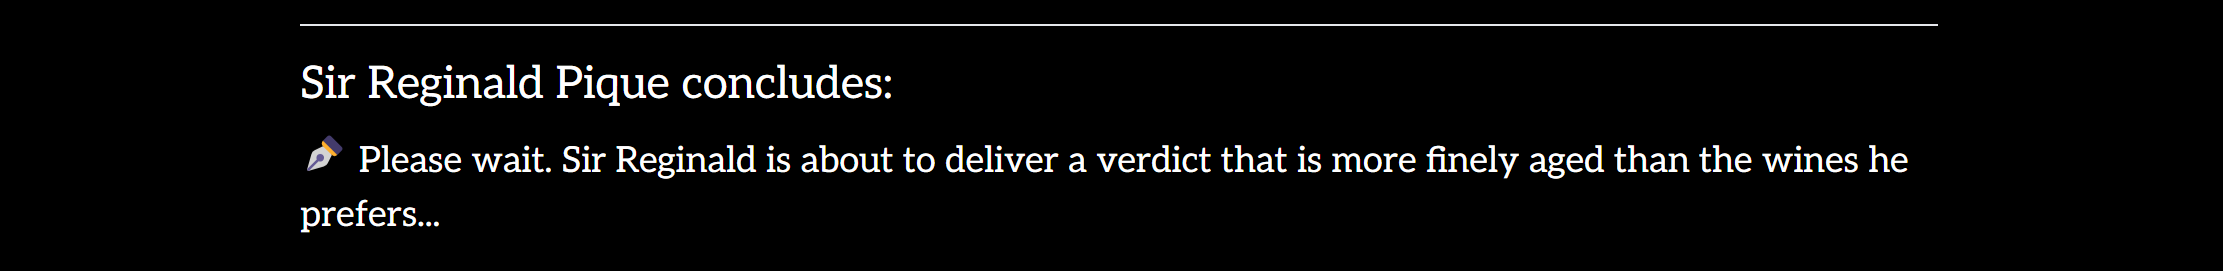 Sir Reginald Pique concludes:
Please wait. Sir Reginald is about to deliver a verdict that is more finely aged than the wines he
prefers...